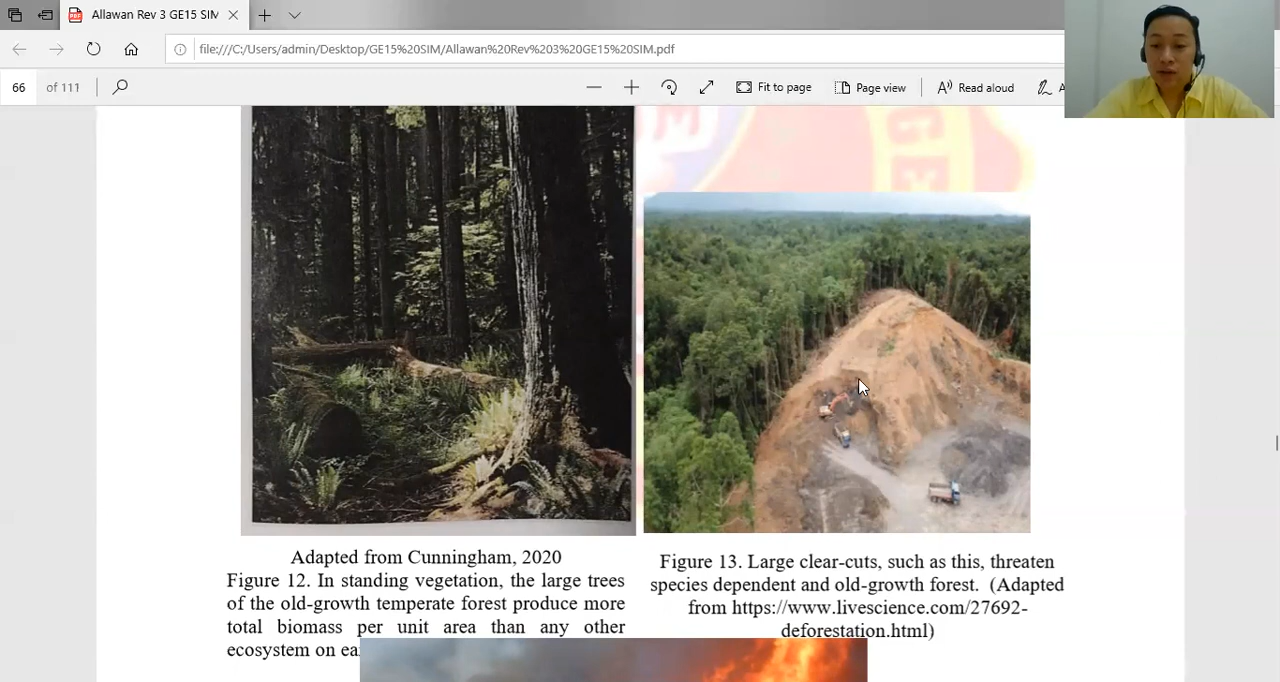 Allawan Rev 3 GE15 SIM
file:///C:/Users/admin/Desktop/GE15%20SIM/Allawan%20Rev%203%20GE15%20SIM.pdf
66 of 111
Fit to page
Page view
Read aloud
GE
Adapted from Cunningham, 2020
Figure 12. In standing vegetation, the large trees
of the old-growth temperate forest produce more
total biomass per unit area than any other
ecosystem on ea
Figure 13. Large clear-cuts, such as this, threaten
species dependent and old-growth forest. (Adapted
from https://www.livescience.com/27692-
deforestation.html)